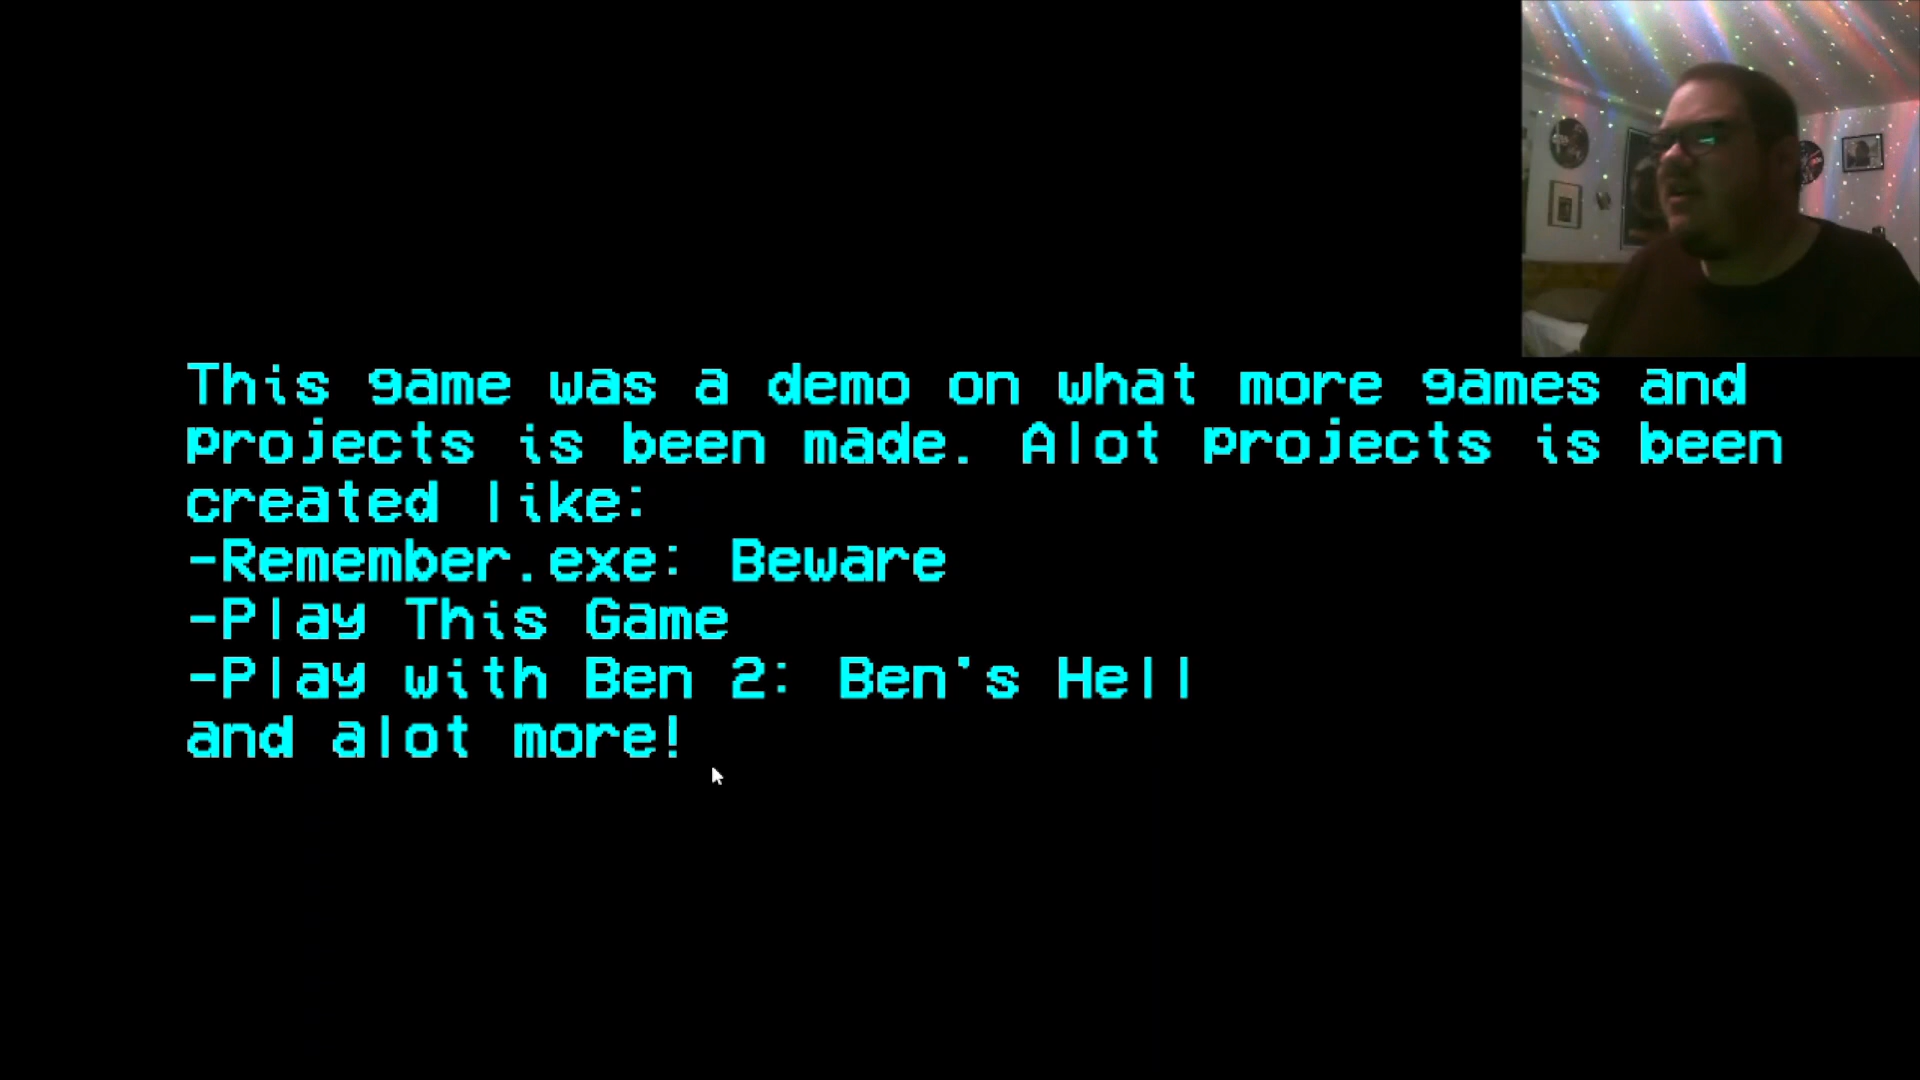 This game was a demo on what more games and
projects is been made. Alot projects is been
created like:
-Remember.exe: Beware
-Play This Game
-Play with Ben 2: Ben's Hell
and alot more!